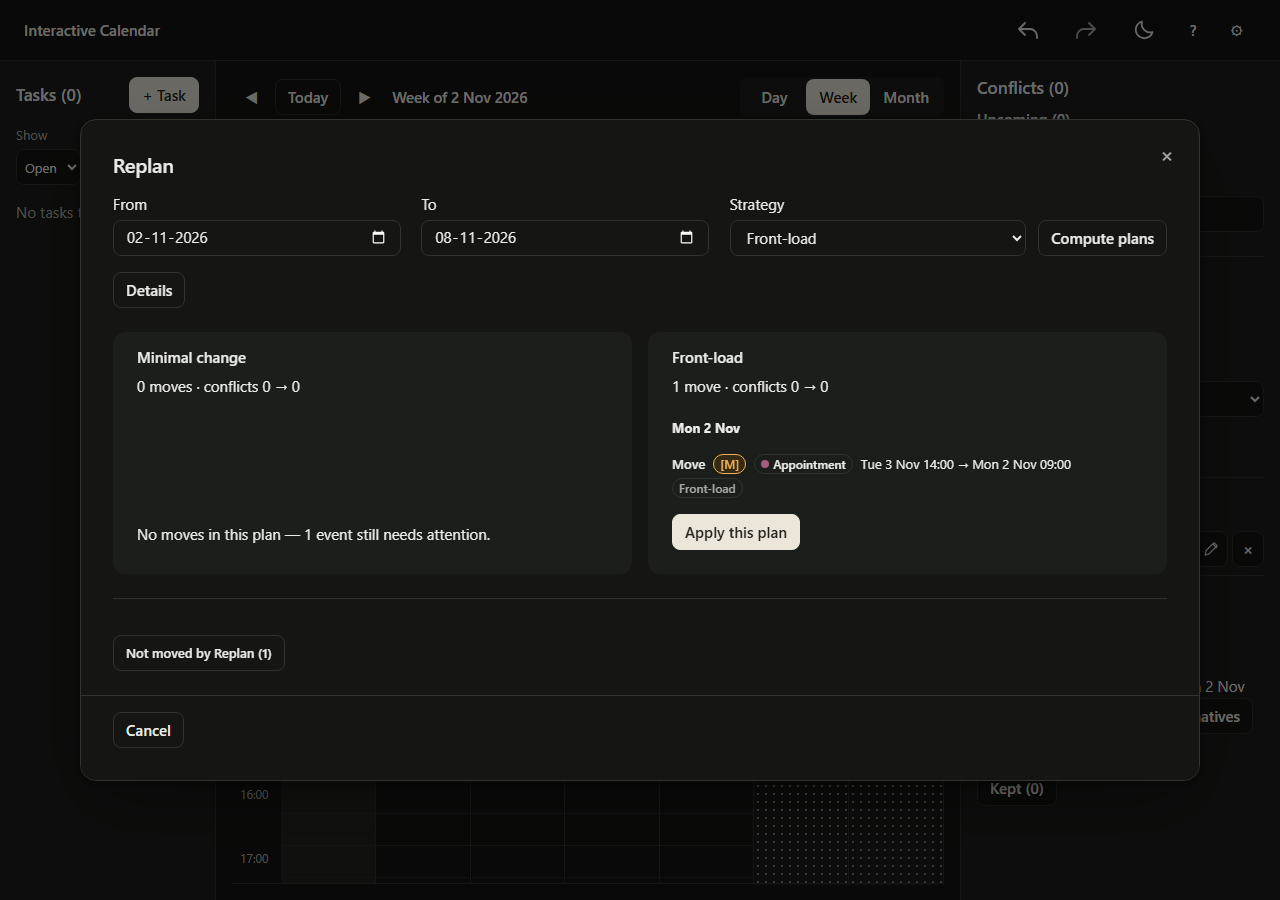 Interactive Calendar
?
Tasks (0)
+ Task
Show
Open
No tasks
Today
Week of 2 Nov 2026
Day
Week
Month
Conflicts (0)
Upcoming (0)
Replan
×
From
To
Strategy
02-11-2026
08-11-2026
Front-load
Compute plans
Details
Minimal change
0 moves · conflicts 0 → 0
No moves in this plan — 1 event still needs attention.
Front-load
1 move · conflicts 0 → 0
Mon 2 Nov
Move [M] Appointment Tue 3 Nov 14:00 → Mon 2 Nov 09:00
Front-load
Apply this plan
Not moved by Replan (1)
Cancel
×
2 Nov
Kept (0)
16:00
17:00